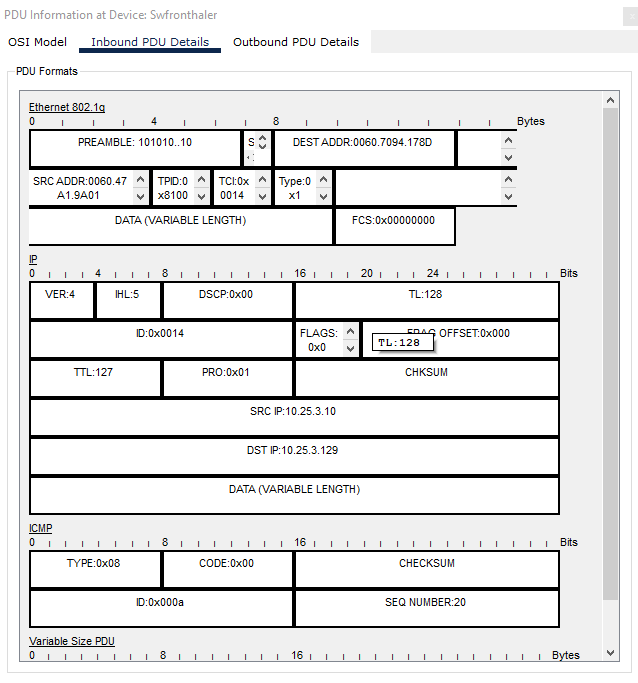 PDU Information at Device: Swfronthaler
OSI Model Inbound PDU Details Outbound PDU Details
PDU Formats
Ethernet 802.1q
0 4 8 Bytes
PREAMBLE: 101010..10 DEST ADDR:0060.7094.178D
SRC ADDR:0060.47
A1.9A01
TPID:0
x8100
TCI:0x
0014
Type:0
x1
DATA (VARIABLE LENGTH) FCS:0x00000000
IP
0 4 8 16 20 24 Bits
VER:4 IHL:5 DSCP:0x00 TL:128
ID:0x0014 FLAGS:
0x0
OFFSET:0x000
TL:128
TTL:127 PRO:0x01 CHKSUM
SRC IP:10.25.3.10
DST IP:10.25.3.129
DATA (VARIABLE LENGTH)
ICMP
0 8 16 Bits
TYPE:0x08 CODE:0x00 CHECKSUM
ID:0x000a SEQ NUMBER:20
Variable Size PDU
0 8 16 Bytes